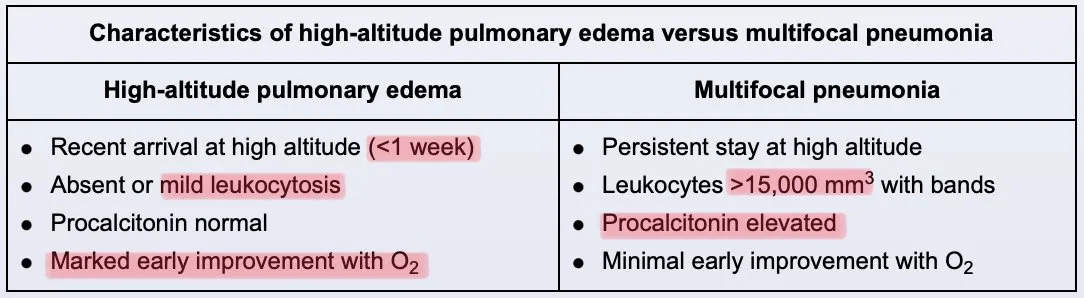 Characteristics of high-altitude pulmonary edema versus multifocal pneumonia
High-altitude pulmonary edema
Multifocal pneumonia
• Recent arrival at high altitude (<1 week)
• Absent or mild leukocytosis
• Procalcitonin normal
• Marked early improvement with O₂
• Persistent stay at high altitude
• Leukocytes >15,000 mm³ with bands
• Procalcitonin elevated
• Minimal early improvement with O₂